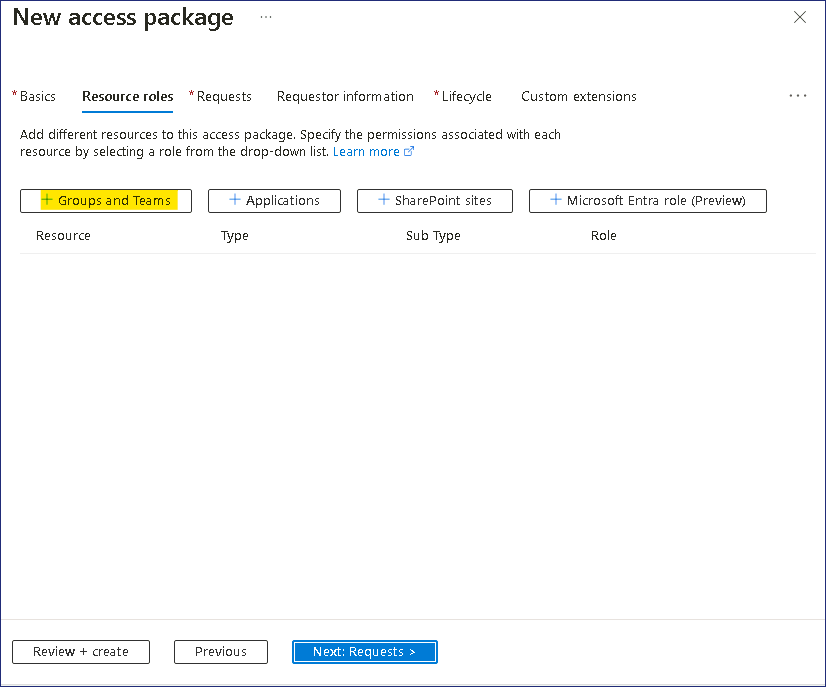 New access package ...
* Basics Resource roles * Requests Requestor information * Lifecycle Custom extensions ...
Add different resources to this access package. Specify the permissions associated with each
resource by selecting a role from the drop-down list. Learn more
+ Groups and Teams + Applications + SharePoint sites + Microsoft Entra role (Preview)
Resource Type Sub Type Role
Review + create Previous Next: Requests >